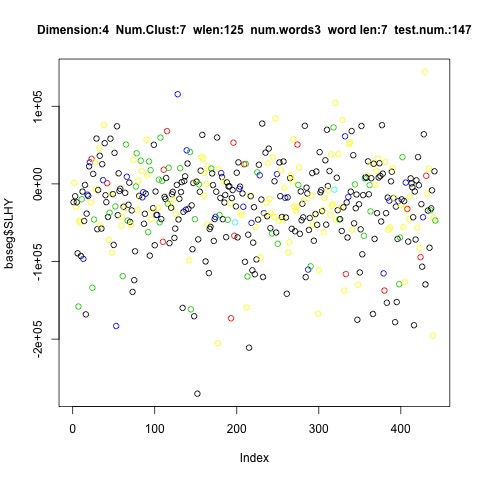 Dimension:4 Num.Clust:7 wlen:125 num.words3 word len:7 test.num.:147
1e+05
0e+00
-1e+05
-2e+05
baseg$SLHY
0 100 200 300 400
Index